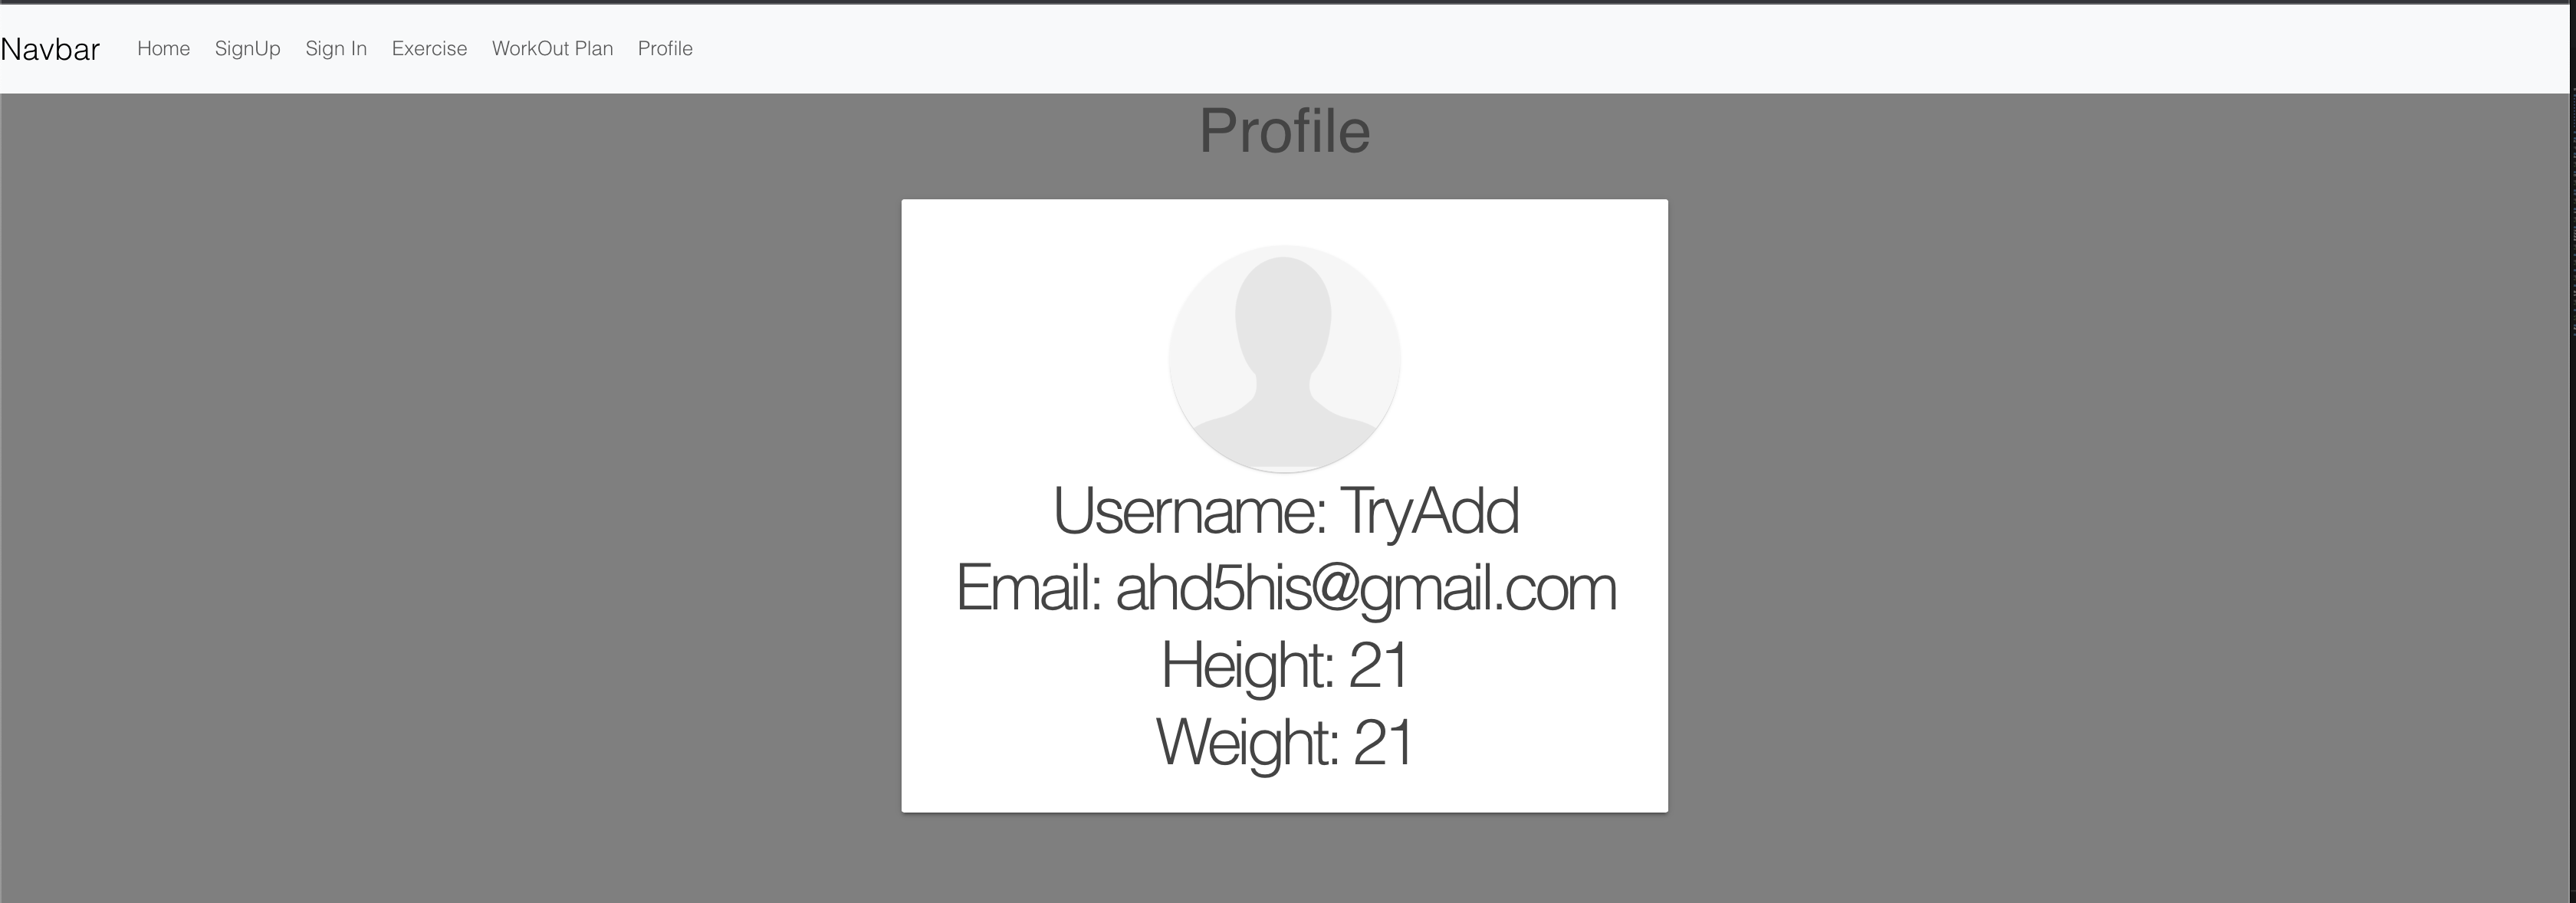 Navbar Home SignUp Sign In Exercise WorkOut Plan Profile
Profile
Username: TryAdd
Email: ahd5his@gmail.com
Height: 21
Weight: 21